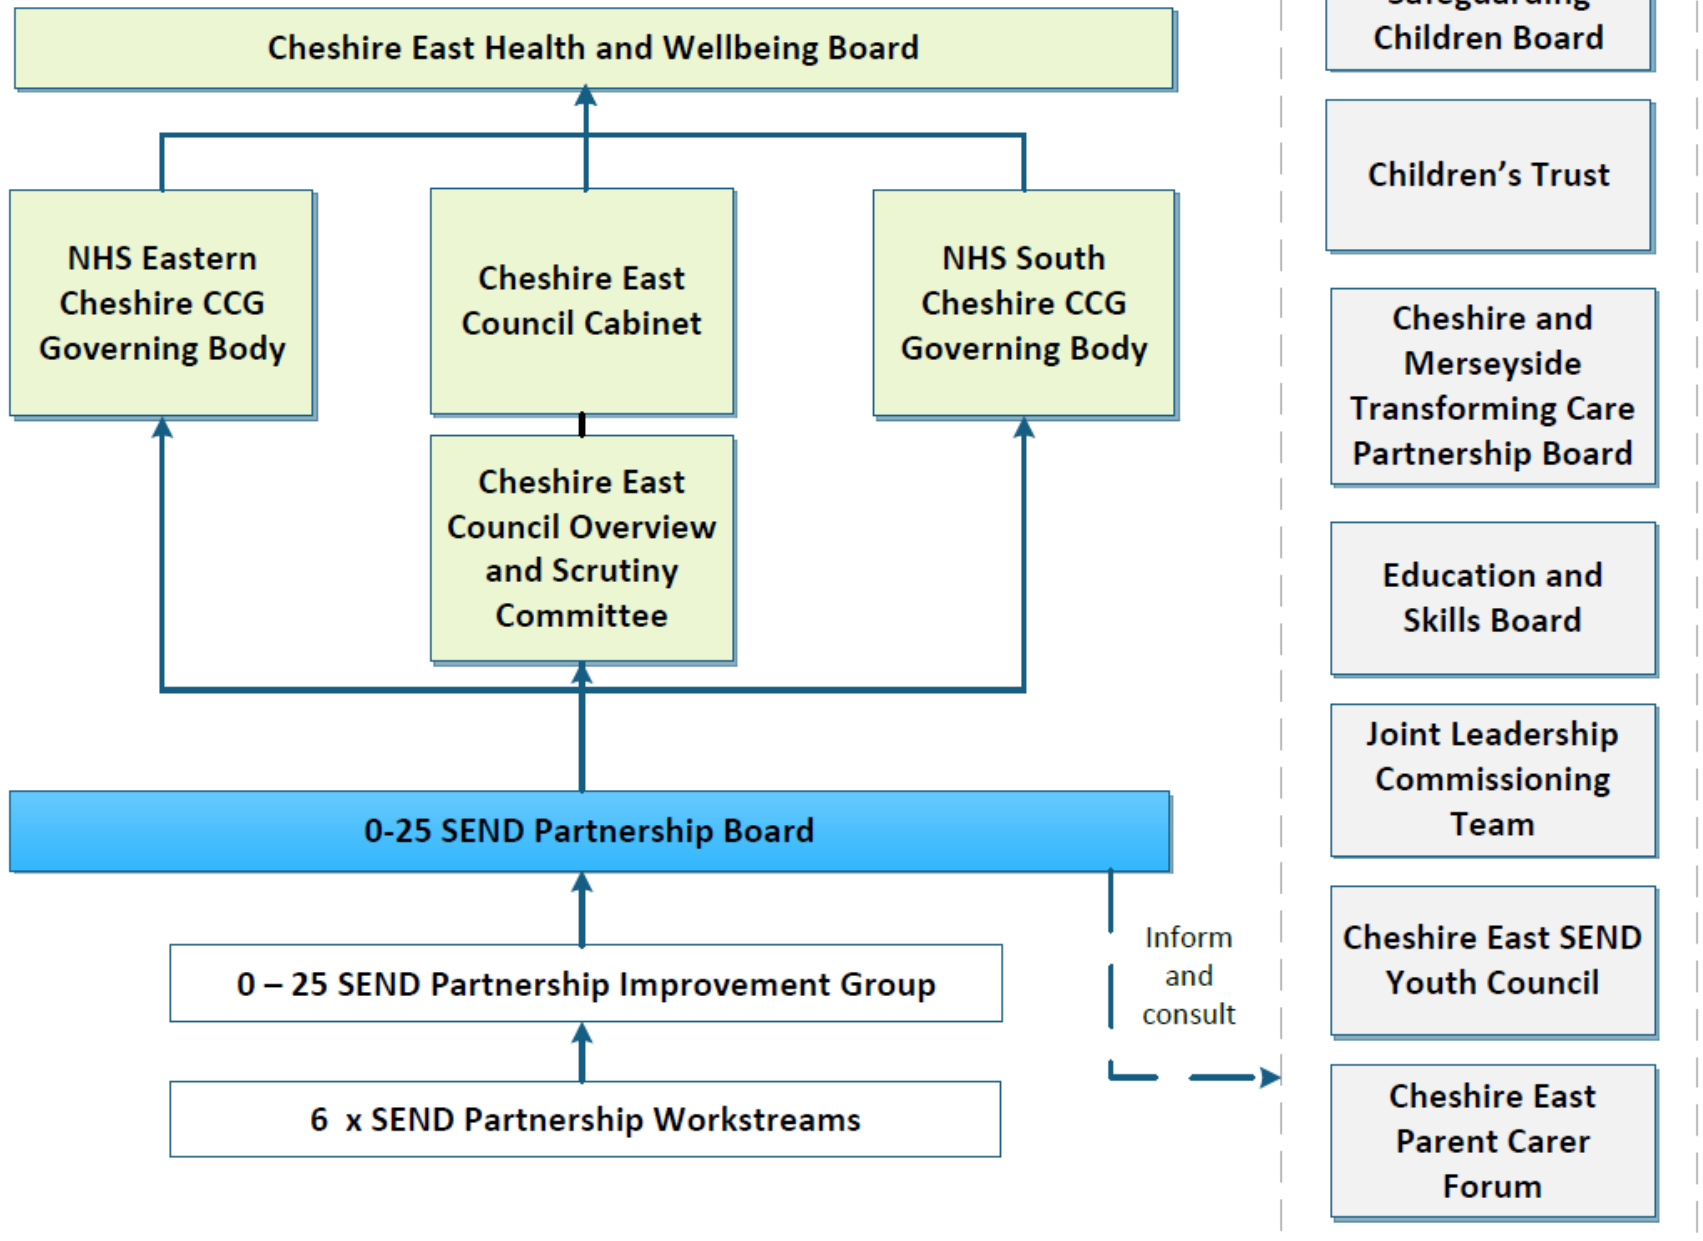 Cheshire East Health and Wellbeing Board
NHS Eastern
Cheshire CCG
Governing Body
Cheshire East
Council Cabinet
NHS South
Cheshire CCG
Governing Body
Cheshire East
Council Overview
and Scrutiny
Committee
0-25 SEND Partnership Board
0 – 25 SEND Partnership Improvement Group
6 x SEND Partnership Workstreams
Inform
and
consult
Safeguarding
Children Board
Children’s Trust
Cheshire and
Merseyside
Transforming Care
Partnership Board
Education and
Skills Board
Joint Leadership
Commissioning
Team
Cheshire East SEND
Youth Council
Cheshire East
Parent Carer
Forum